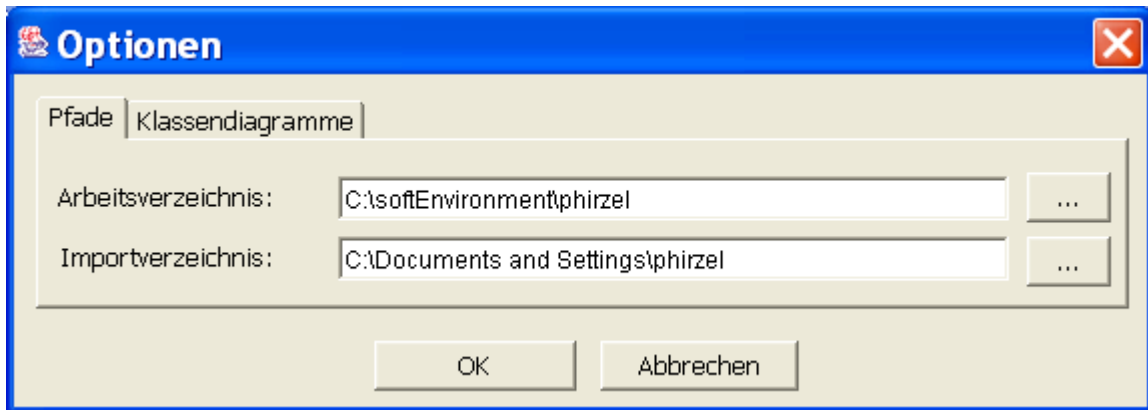 Optionen
Pfade Klassendiagramme
Arbeitsverzeichnis: C:\softEnvironment\phirzel ...
Importverzeichnis: C:\Documents and Settings\phirzel ...
OK Abbrechen